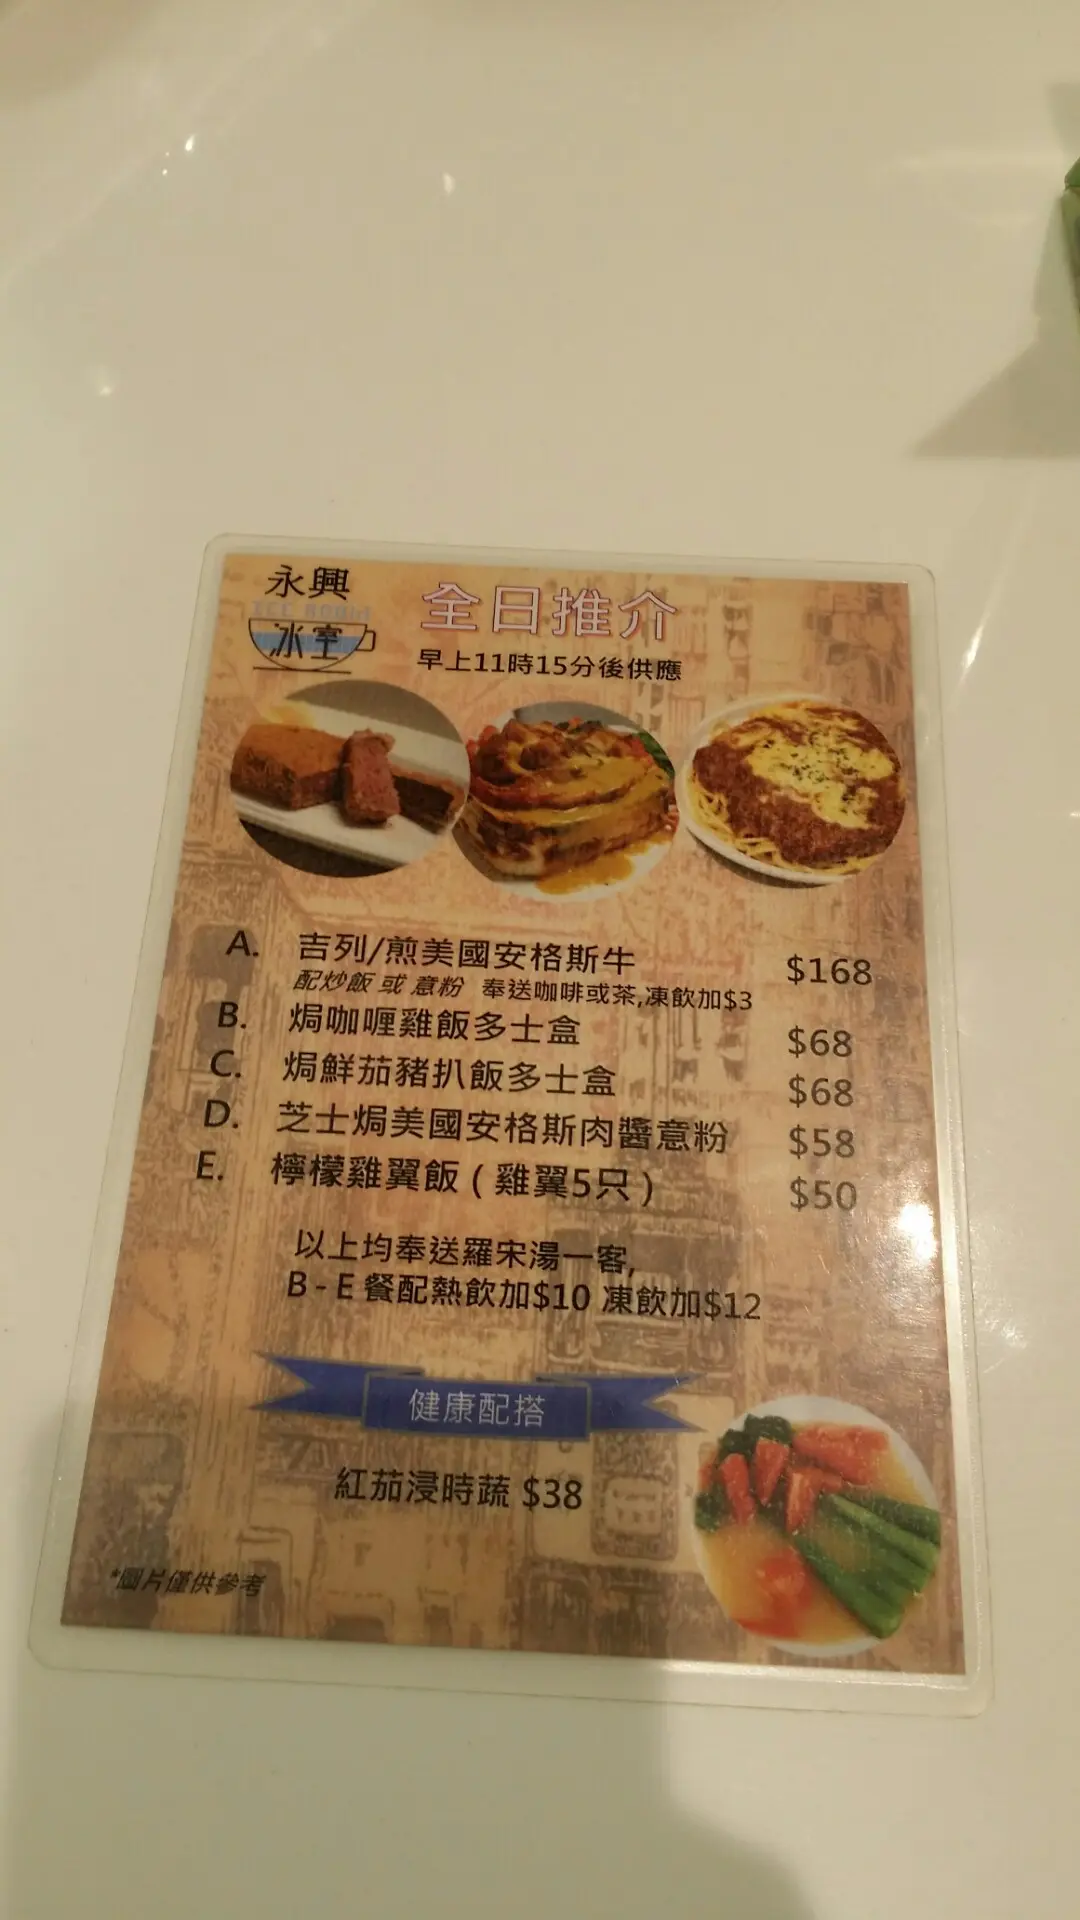 永興
ICE ROOM
冰室
全日推介
早上11時15分後供應
A. 吉列/煎美國安格斯牛 $168
配炒飯 或 意粉 奉送咖啡或茶,凍飲加$3
B. 焗咖喱雞飯多士盒 $68
C. 焗鮮茄豬扒飯多士盒 $68
D. 芝士焗美國安格斯肉醬意粉 $58
E. 檸檬雞翼飯 ( 雞翼5只 ) $50
以上均奉送羅宋湯一客,
B - E 餐配熱飲加$10 凍飲加$12
健康配搭
紅茄浸時蔬 $38
*圖片僅供參考